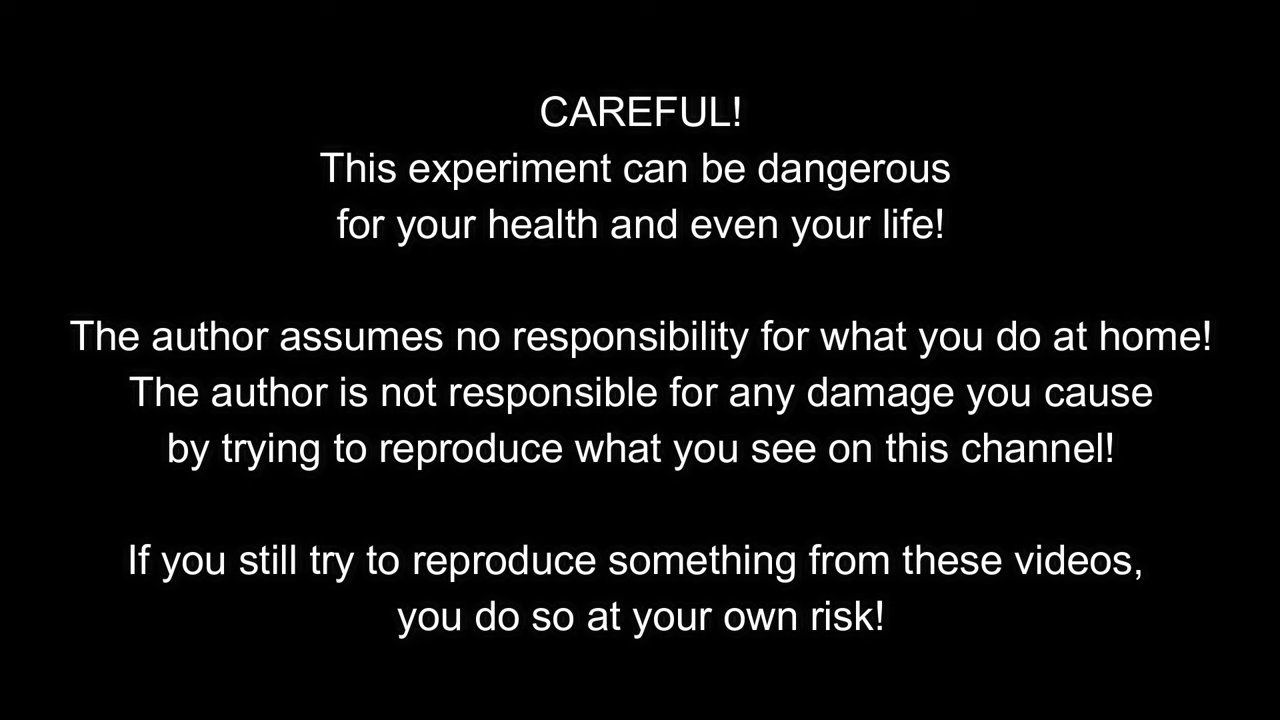 CAREFUL!
This experiment can be dangerous
for your health and even your life!
The author assumes no responsibility for what you do at home!
The author is not responsible for any damage you cause
by trying to reproduce what you see on this channel!
If you still try to reproduce something from these videos,
you do so at your own risk!